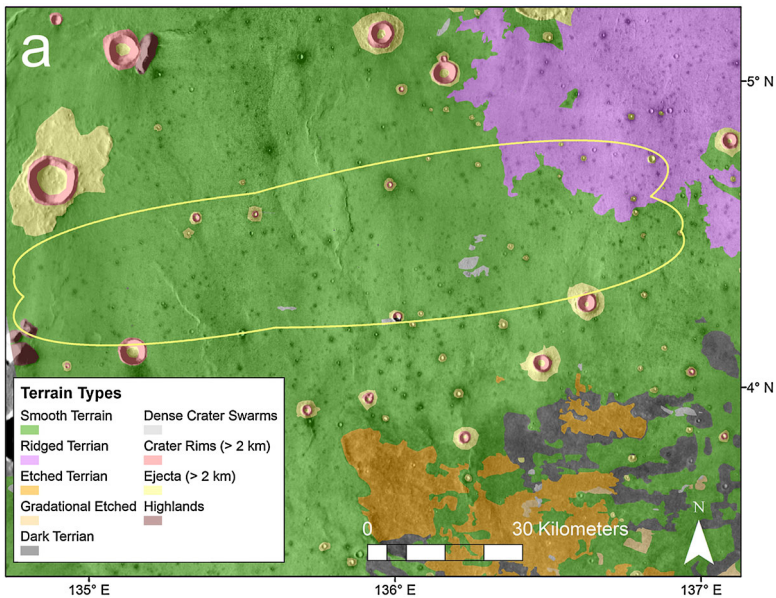 a
5° N
4° N
Terrain Types
Smooth Terrain
Dense Crater Swarms
Ridged Terrian
Crater Rims (> 2 km)
Etched Terrian
Ejecta (> 2 km)
Gradational Etched
Highlands
Dark Terrian
0
30 Kilometers
N
135° E
136° E
137° E